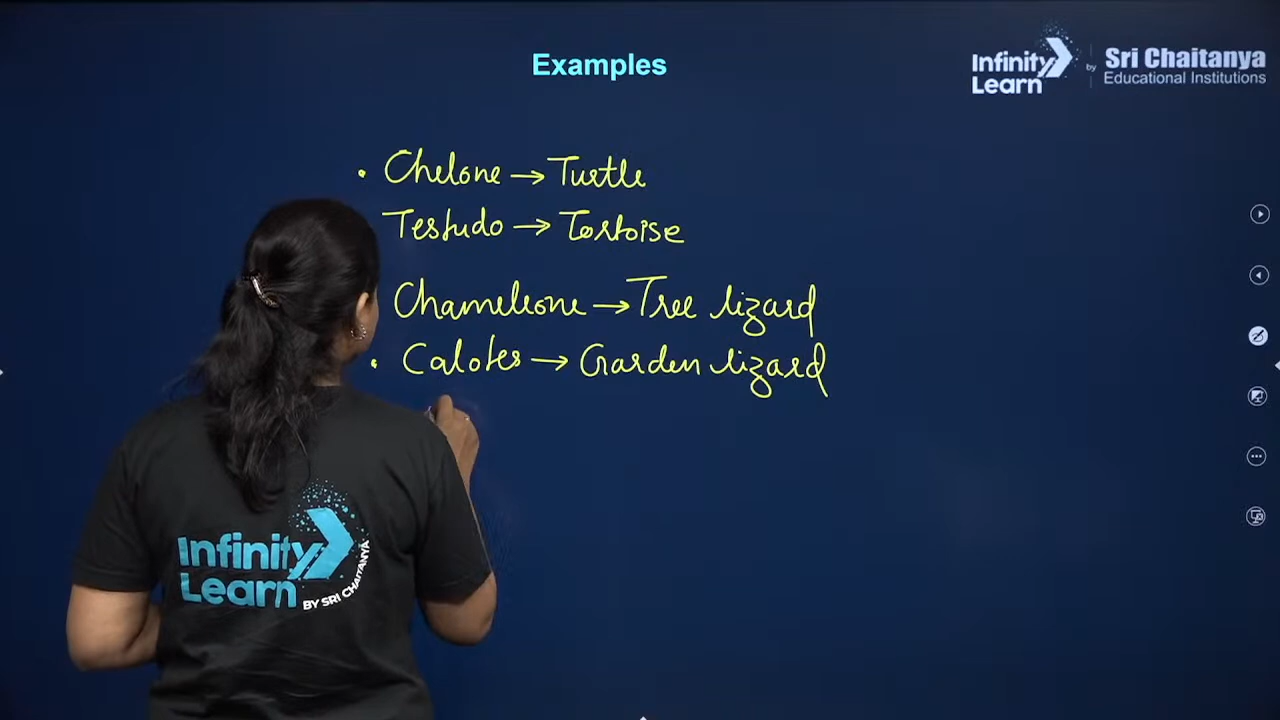 Examples
Infinity Learn
by
Sri Chaitanya
Educational Institutions
• Chelone → Turtle
Testudo → Tortoise
Chameleone → Tree lizard
• Calotes → Garden lizard
Infinity
Learn
BY SRI CHAITANYA